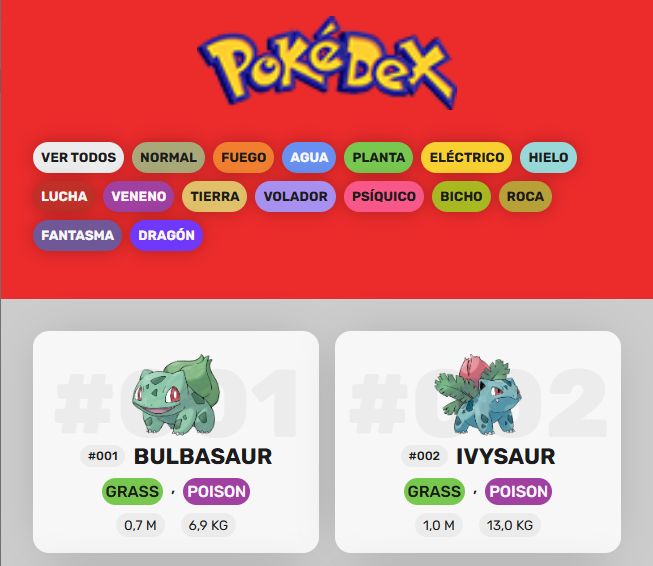 PokéDex
VER TODOS NORMAL FUEGO AGUA PLANTA ELÉCTRICO HIELO
LUCHA VENENO TIERRA VOLADOR PSÍQUICO BICHO ROCA
FANTASMA DRAGÓN
#001
#001 BULBASAUR
GRASS , POISON
0,7 M 6,9 KG
#002
#002 IVYSAUR
GRASS , POISON
1,0 M 13,0 KG